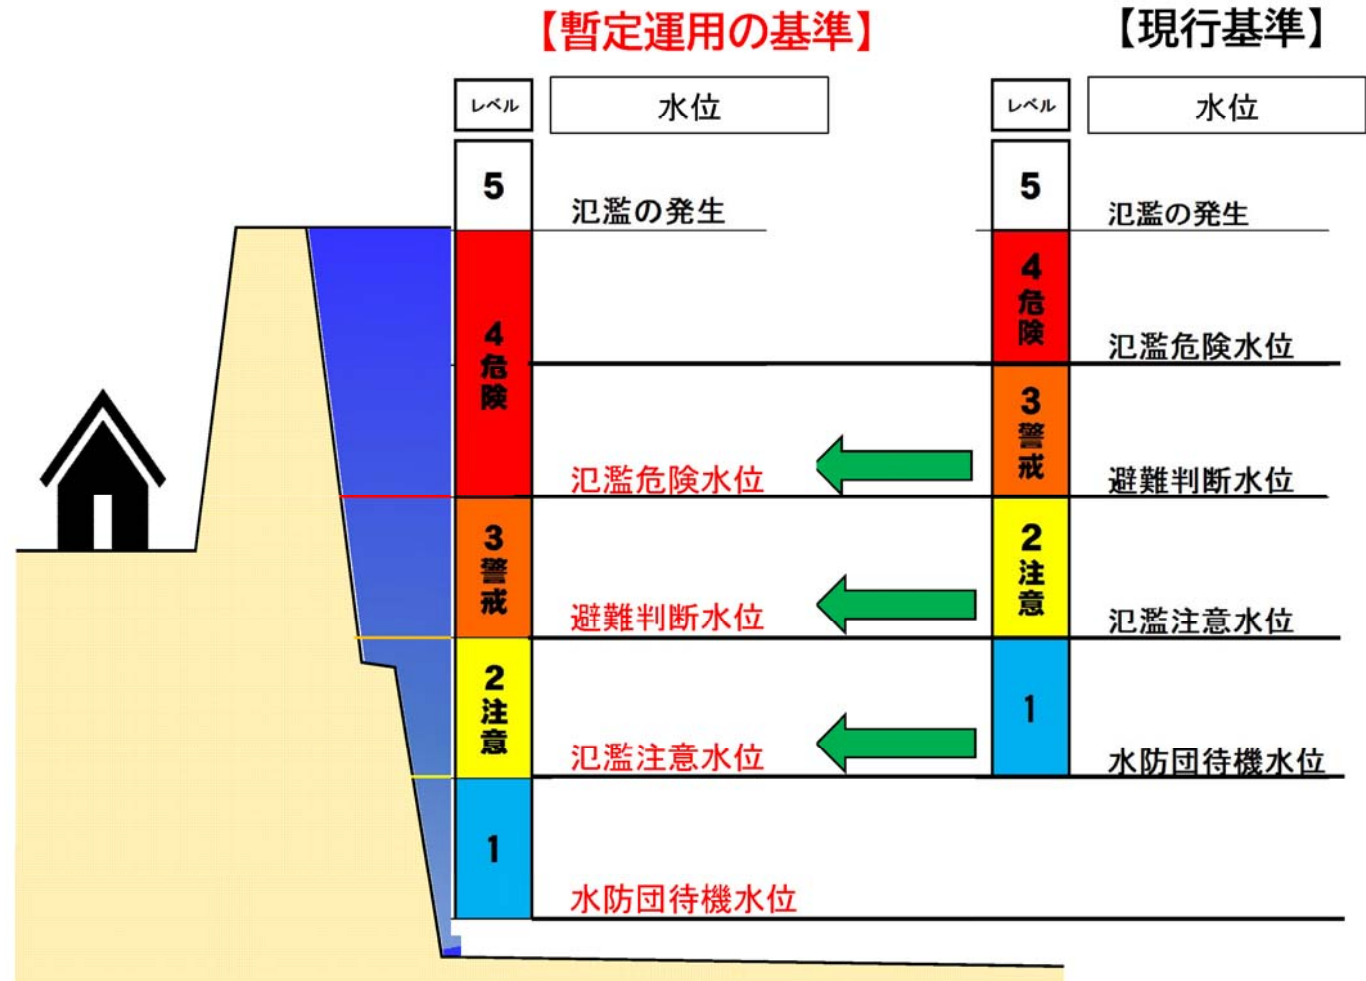 【暫定運用の基準】
【現行基準】
レベル
水位
レベル
水位
5
氾濫の発生
5
氾濫の発生
4
危険
4
危険
氾濫危険水位
3
警戒
氾濫危険水位
避難判断水位
3
警戒
2
注意
避難判断水位
氾濫注意水位
2
注意
1
氾濫注意水位
水防団待機水位
1
水防団待機水位